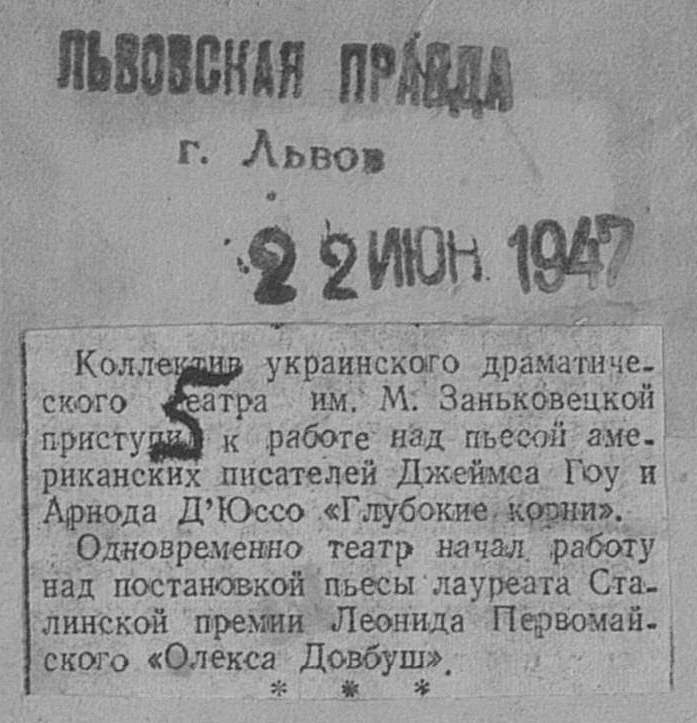 ЛЬВОВСКАЯ ПРАВДА
г. Львов
22 ИЮН. 1947
Коллектив украинского драматиче-
ского театра им. М. Заньковецкой
приступил к работе над пьесой аме-
риканских писателей Джеймса Гоу и
Арнода Д'Юссо «Глубокие корни».
5
Одновременно театр начал работу
над постановкой пьесы лауреата Ста-
линской премии Леонида Первомай-
ского «Олекса Довбуш».
* * *